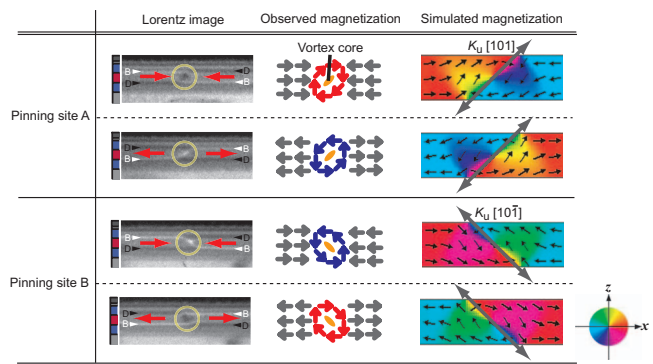 Lorentz image Observed magnetization Simulated magnetization
Pinning site A
B D
D B
Vortex core
Ku [101]
D B
B D
Pinning site B
B D
D B
Ku [101̄]
D B
B D
z
x